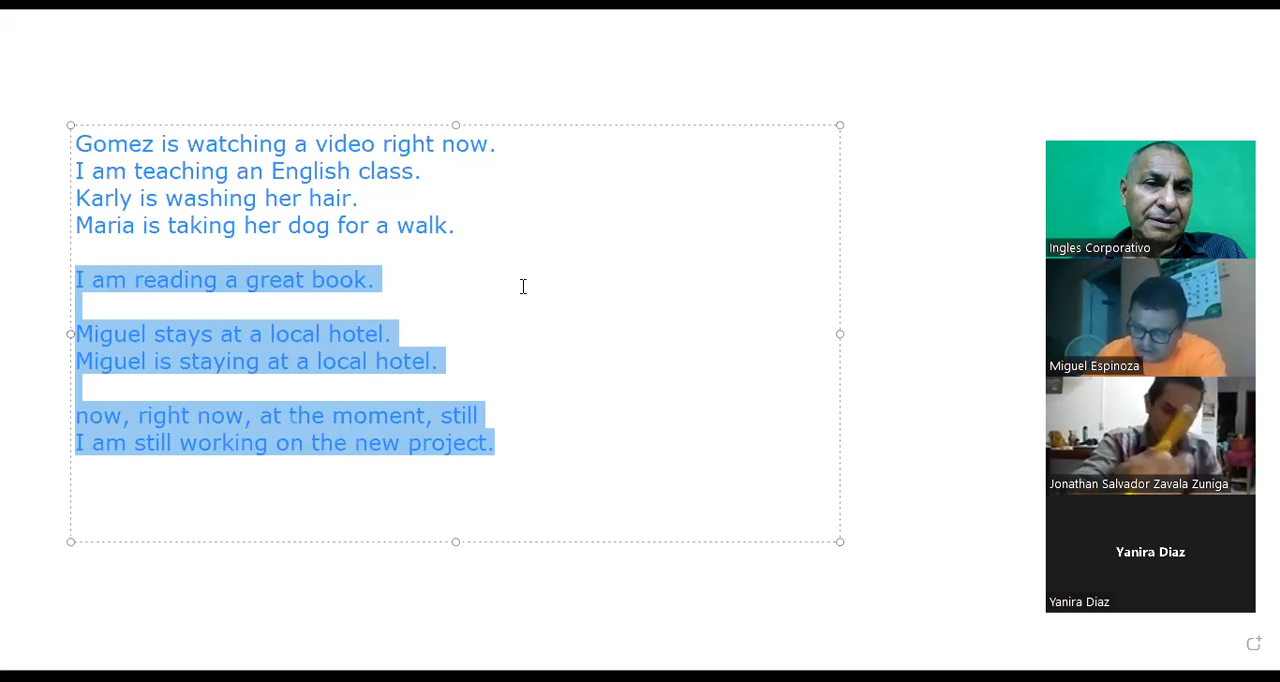 Gomez is watching a video right now.
I am teaching an English class.
Karly is washing her hair.
Maria is taking her dog for a walk.
I am reading a great book.
Miguel stays at a local hotel.
Miguel is staying at a local hotel.
now, right now, at the moment, still
I am still working on the new project.
Ingles Corporativo
Miguel Espinoza
Jonathan Salvador Zavala Zuniga
Yanira Diaz
Yanira Diaz